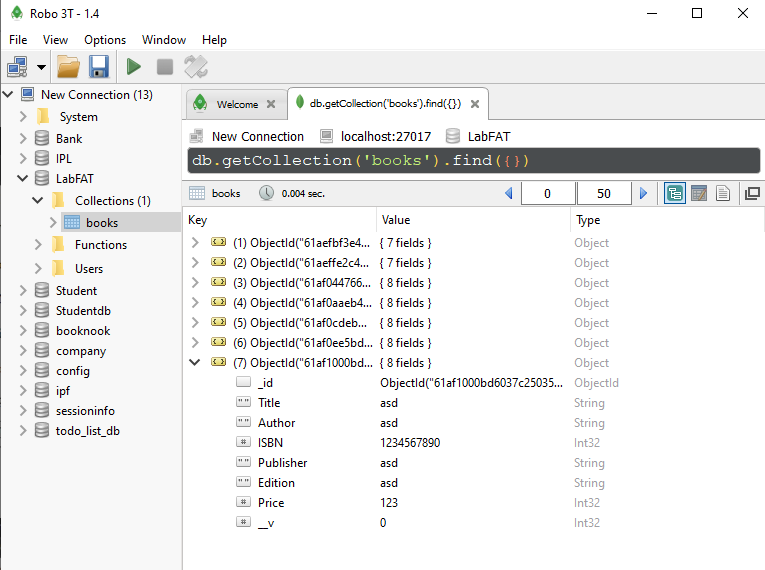 Robo 3T - 1.4
File View Options Window Help
New Connection (13)
System
Bank
IPL
LabFAT
Collections (1)
books
Functions
Users
Student
Studentdb
booknook
company
config
ipf
sessioninfo
todo_list_db
Welcome db.getCollection('books').find({})
New Connection localhost:27017 LabFAT
db.getCollection('books').find({})
books 0.004 sec. 0 50
Key Value Type
(1) ObjectId("61aefbf3e4... { 7 fields } Object
(2) ObjectId("61aeffe2c4... { 7 fields } Object
(3) ObjectId("61af044766... { 8 fields } Object
(4) ObjectId("61af0aaeb4... { 8 fields } Object
(5) ObjectId("61af0cdeb... { 8 fields } Object
(6) ObjectId("61af0ee5bd... { 8 fields } Object
(7) ObjectId("61af1000bd... { 8 fields } Object
_id ObjectId("61af1000bd6037c25035... ObjectId
Title asd String
Author asd String
ISBN 1234567890 Int32
Publisher asd String
Edition asd String
Price 123 Int32
__v 0 Int32